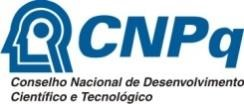 CNPq
Conselho Nacional de Desenvolvimento
Científico e Tecnológico